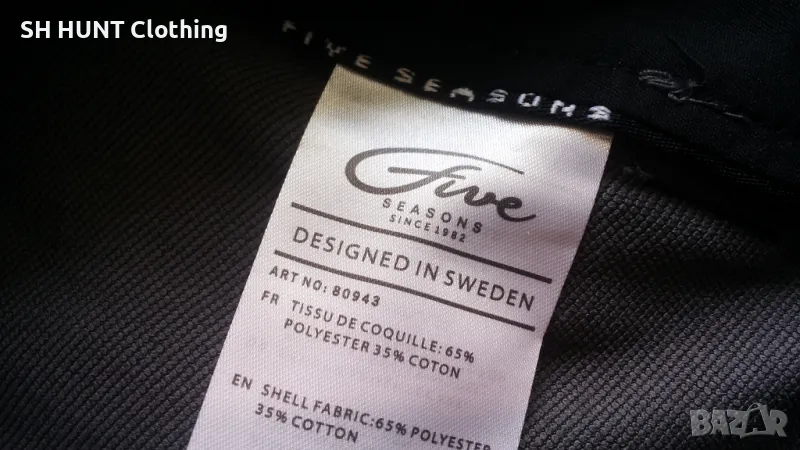 SH HUNT Clothing
FIVE SEASONS
Five
SEASONS
SINCE 1982
DESIGNED IN SWEDEN
ART NO: 80943
FR TISSU DE COQUILLE: 65%
POLYESTER 35% COTON
EN SHELL FABRIC:65% POLYESTER
35% COTTON
BAZAR